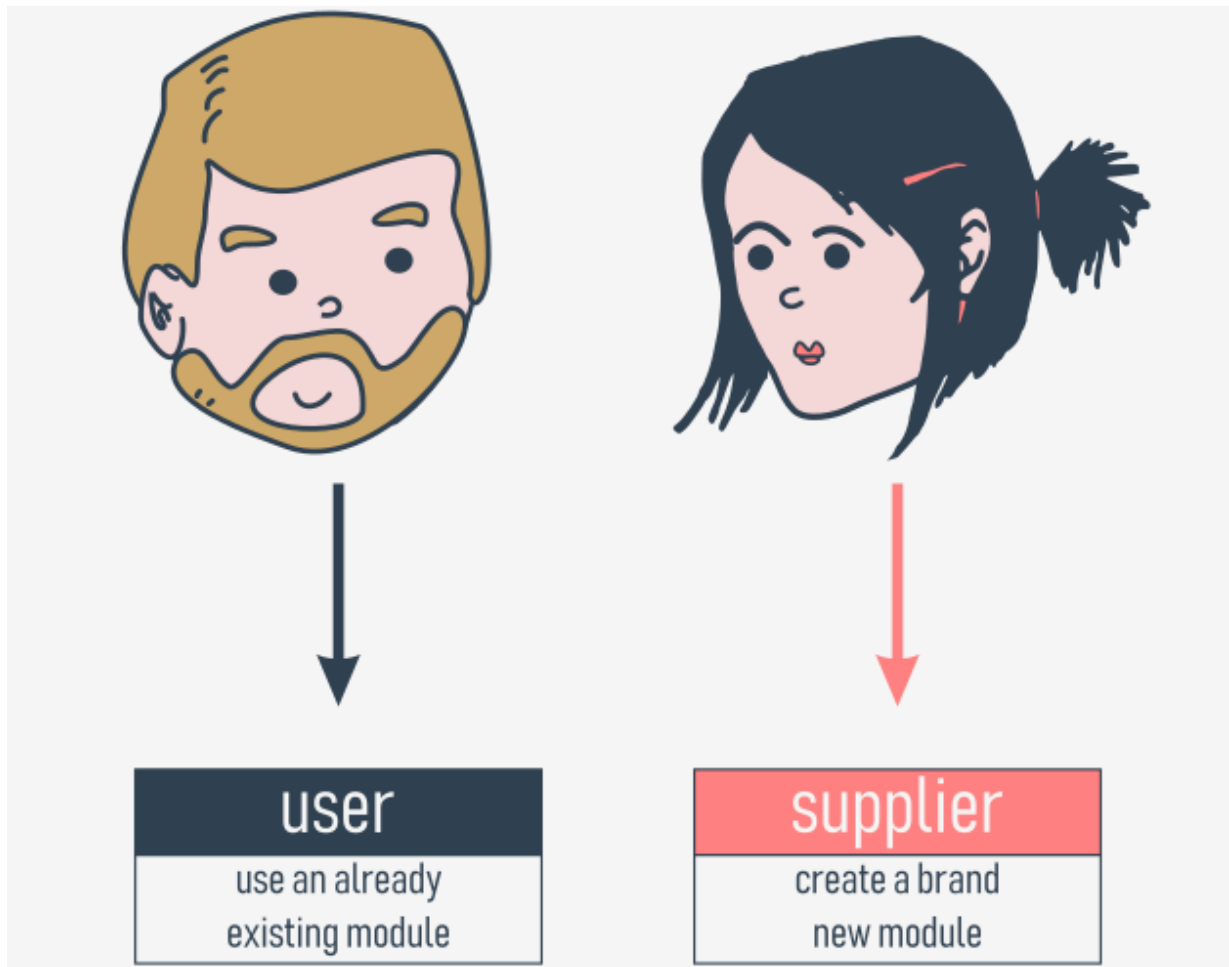 user
use an already
existing module
supplier
create a brand
new module